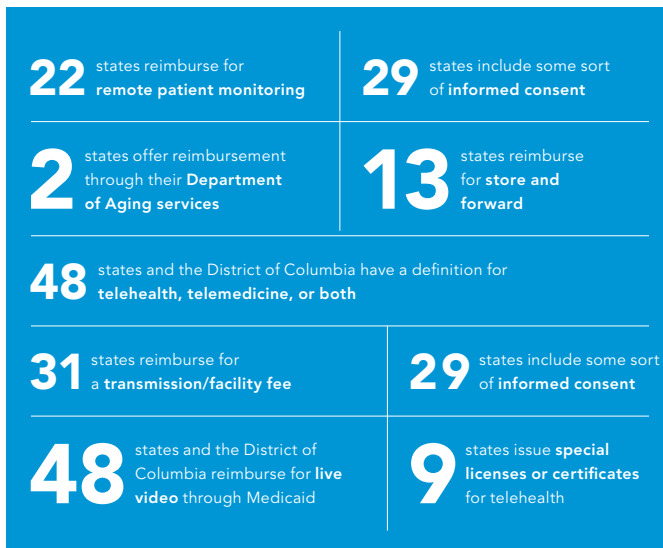 22 states reimburse for
remote patient monitoring
29 states include some sort
of informed consent
2 states offer reimbursement
through their Department
of Aging services
13 states reimburse
for store and
forward
48 states and the District of Columbia have a definition for
telehealth, telemedicine, or both
31 states reimburse for
a transmission/facility fee
29 states include some sort
of informed consent
48 states and the District of
Columbia reimburse for live
video through Medicaid
9 states issue special
licenses or certificates
for telehealth